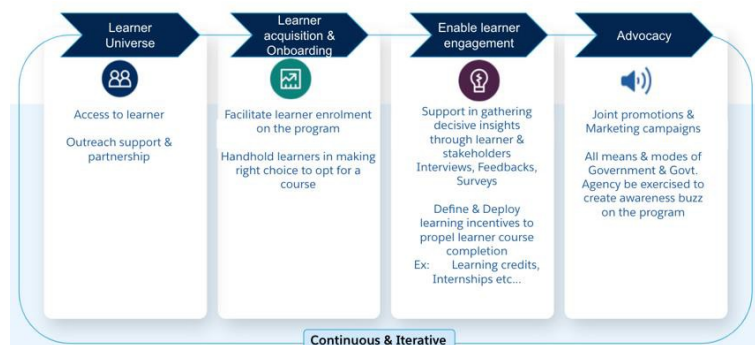 Learner
Universe
Access to learner
Outreach support &
partnership
Learner
acquisition &
Onboarding
Facilitate learner enrolment
on the program
Handhold learners in making
right choice to opt for a
course
Enable learner
engagement
Support in gathering
decisive insights
through learner &
stakeholders
Interviews, Feedbacks,
Surveys
Define & Deploy
learning incentives to
propel learner course
completion
Ex: Learning credits,
Internships etc...
Advocacy
Joint promotions &
Marketing campaigns
All means & modes of
Government & Govt.
Agency be exercised to
create awareness buzz
on the program
Continuous & Iterative